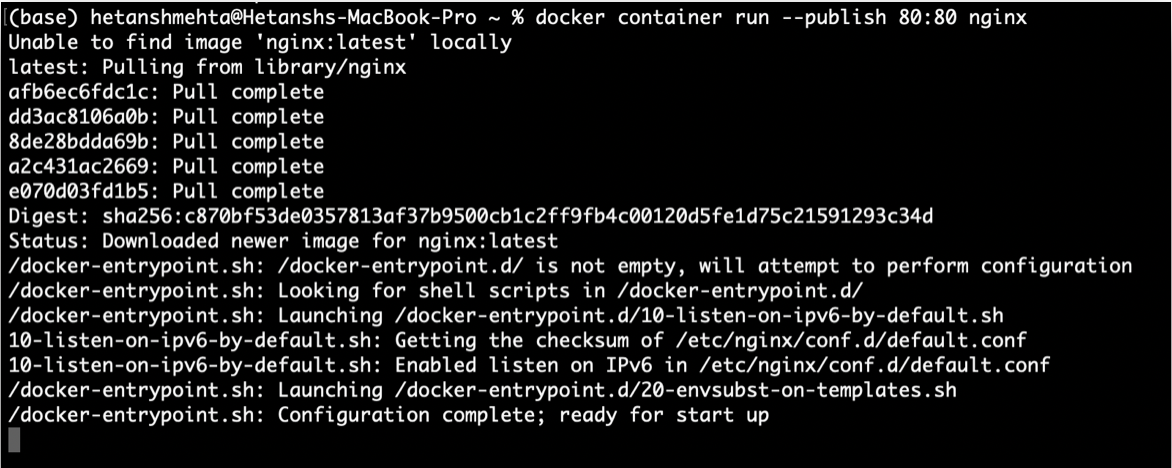 (base) hetanshmehta@Hetanshs-MacBook-Pro ~ % docker container run --publish 80:80 nginx
Unable to find image 'nginx:latest' locally
latest: Pulling from library/nginx
afb6ec6fdc1c: Pull complete
dd3ac8106a0b: Pull complete
8de28bdda69b: Pull complete
a2c431ac2669: Pull complete
e070d03fd1b5: Pull complete
Digest: sha256:c870bf53de0357813af37b9500cb1c2ff9fb4c00120d5fe1d75c21591293c34d
Status: Downloaded newer image for nginx:latest
/docker-entrypoint.sh: /docker-entrypoint.d/ is not empty, will attempt to perform configuration
/docker-entrypoint.sh: Looking for shell scripts in /docker-entrypoint.d/
/docker-entrypoint.sh: Launching /docker-entrypoint.d/10-listen-on-ipv6-by-default.sh
10-listen-on-ipv6-by-default.sh: Getting the checksum of /etc/nginx/conf.d/default.conf
10-listen-on-ipv6-by-default.sh: Enabled listen on IPv6 in /etc/nginx/conf.d/default.conf
/docker-entrypoint.sh: Launching /docker-entrypoint.d/20-envsubst-on-templates.sh
/docker-entrypoint.sh: Configuration complete; ready for start up